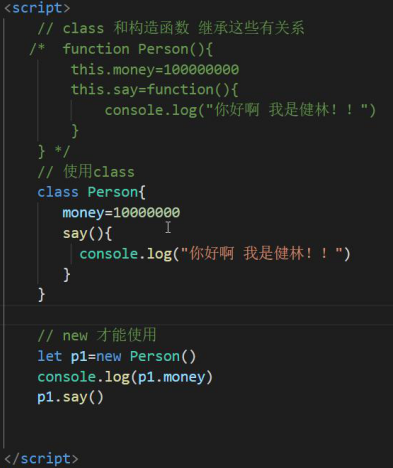 <script>
// class 和构造函数 继承这些有关系
/*  function Person(){
this.money=100000000
this.say=function(){
console.log("你好啊 我是健林！！")
}
} */
// 使用class
class Person{
money=10000000
say(){
console.log("你好啊 我是健林！！")
}
}
// new 才能使用
let p1=new Person()
console.log(p1.money)
p1.say()
</script>